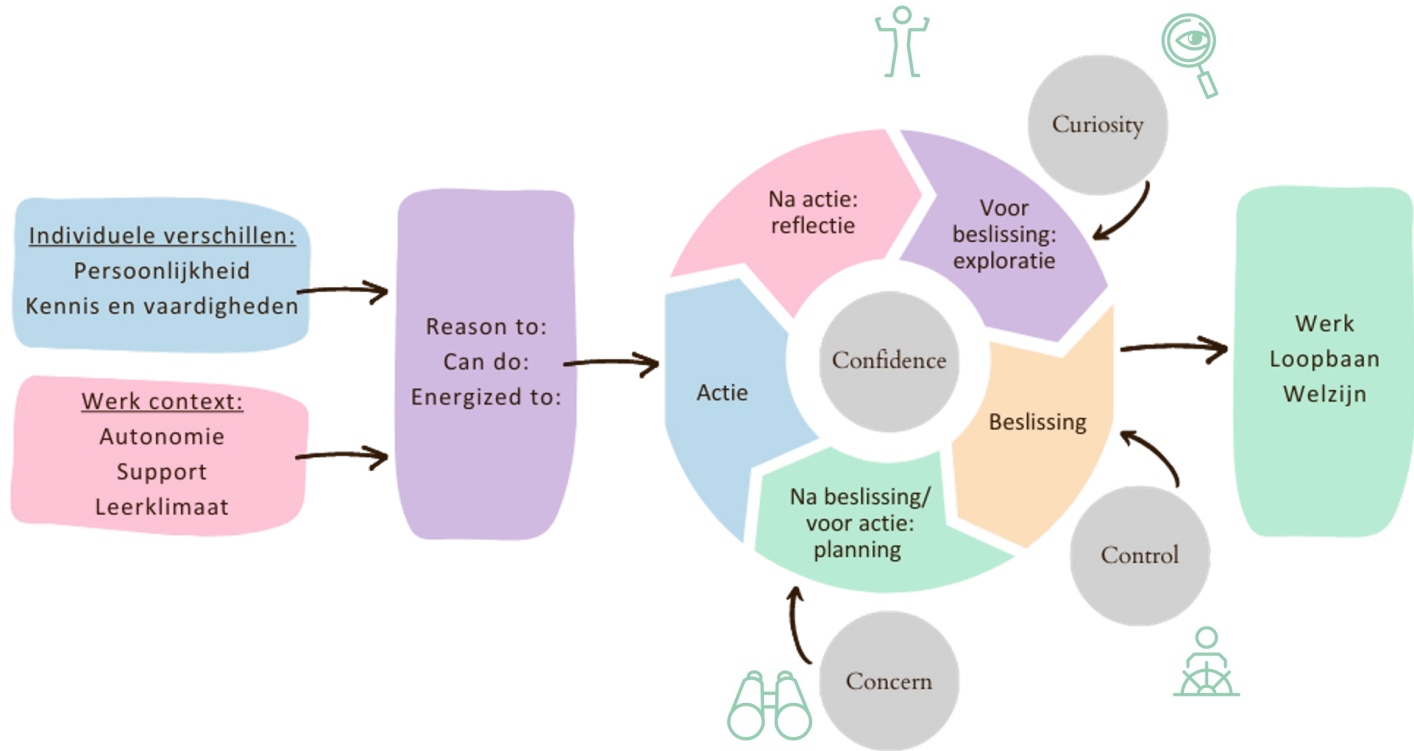 Individuele verschillen:
Persoonlijkheid
Kennis en vaardigheden
Werk context:
Autonomie
Support
Leerklimaat
Reason to:
Can do:
Energized to:
Na actie:
reflectie
Voor
beslissing:
exploratie
Curiosity
Actie
Confidence
Beslissing
Na beslissing/
voor actie:
planning
Control
Concern
Werk
Loopbaan
Welzijn